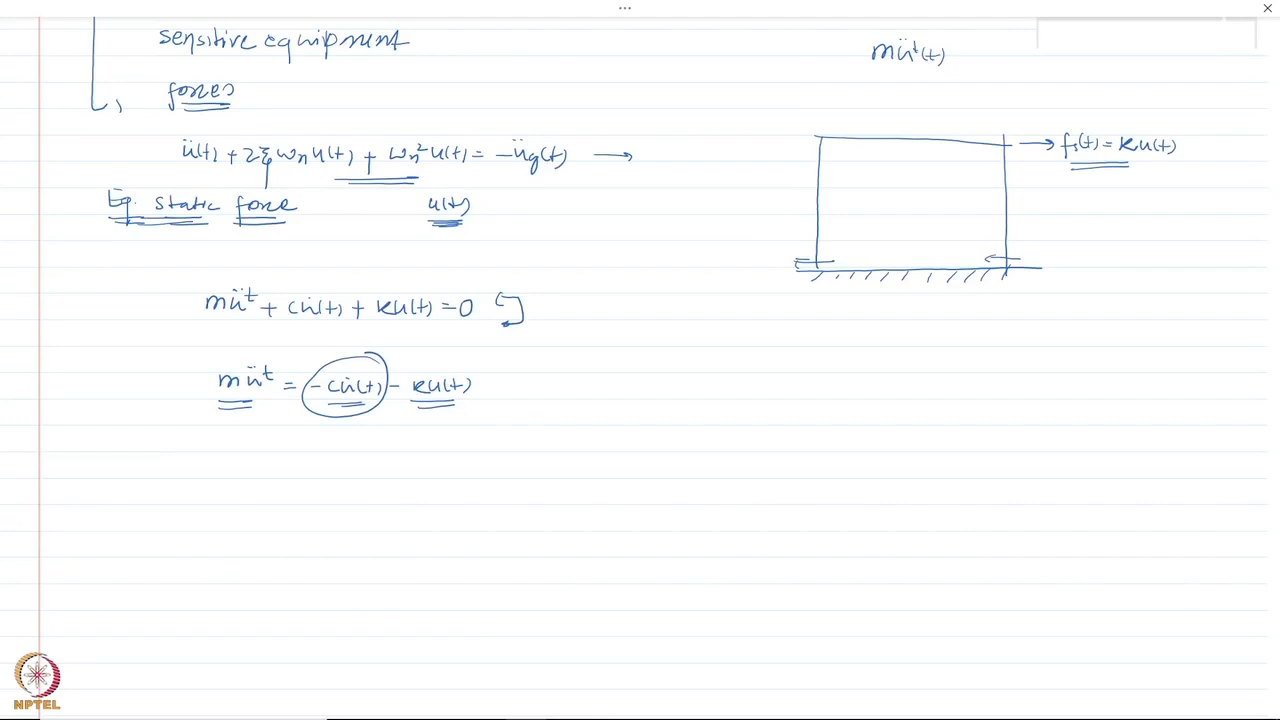 sensitive equipment
mü^t(t)
forces
ü(t) + 2ξωₙu̇(t) + ωₙ²u(t) = −ü_g(t) →
→ fₛ(t) = ku(t)
Eq. static force
u(t)
mü^t + cu̇(t) + ku(t) = 0
mü^t = −cu̇(t) − ku(t)
NPTEL